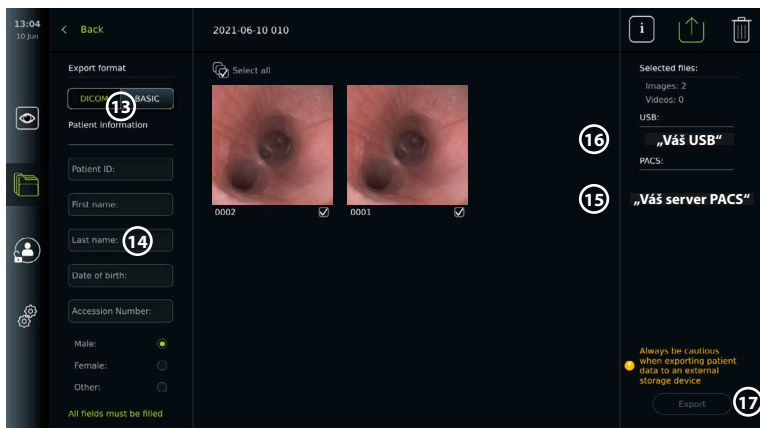 13:04
10 Jun
Back
2021-06-10 010
i
Export format
DICOM
BASIC
13
Patient information
Patient ID:
First name:
Last name:
14
Date of birth:
Accession Number:
Male:
Female:
Other:
All fields must be filled
Select all
0002
0001
Selected files:
Images: 2
Videos: 0
USB:
16
„Váš USB“
PACS:
15
„Váš server PACS“
Always be cautious
when exporting patient
data to an external
storage device
Export
17